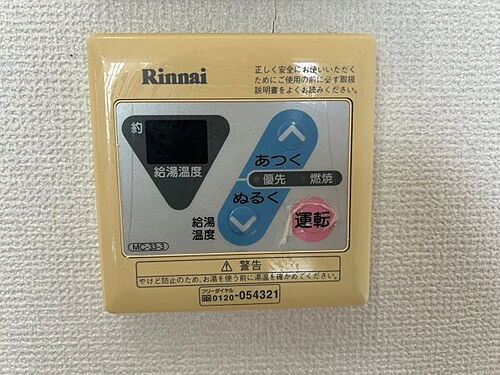 Rinnai
正しく安全にお使いいただく
ためにご使用の前に必ず取扱
説明書をよくお読みください。
約
給湯温度
あつく
優先 燃焼
ぬるく
給湯
温度
運転
MC-33-3
⚠ 警告
やけど防止のため、お湯を使う前に湯温を確かめてください。
フリーダイヤル
0120-054321